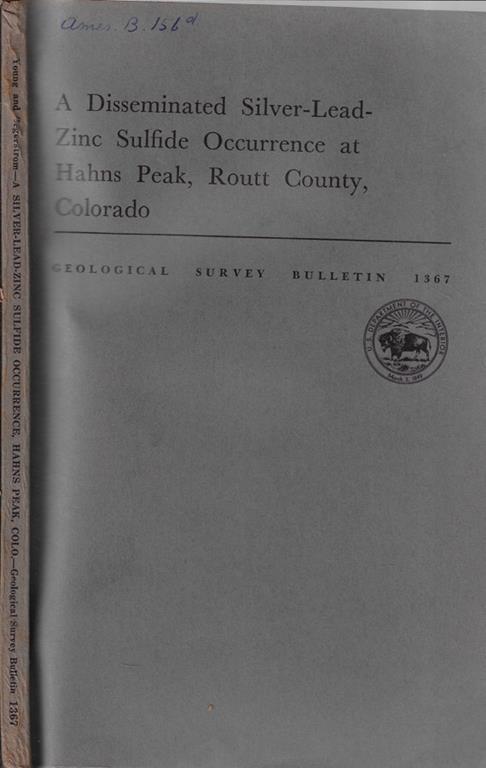 Amer. B. 156 d
A Disseminated Silver-Lead-
Zinc Sulfide Occurrence at
Hahns Peak, Routt County,
Colorado
GEOLOGICAL SURVEY BULLETIN 1367
U.S. DEPARTMENT OF THE INTERIOR
March 3, 1849
Young and Segerstrom—A SILVER-LEAD-ZINC SULFIDE OCCURRENCE, HAHNS PEAK, COLO.—Geological Survey Bulletin 1367